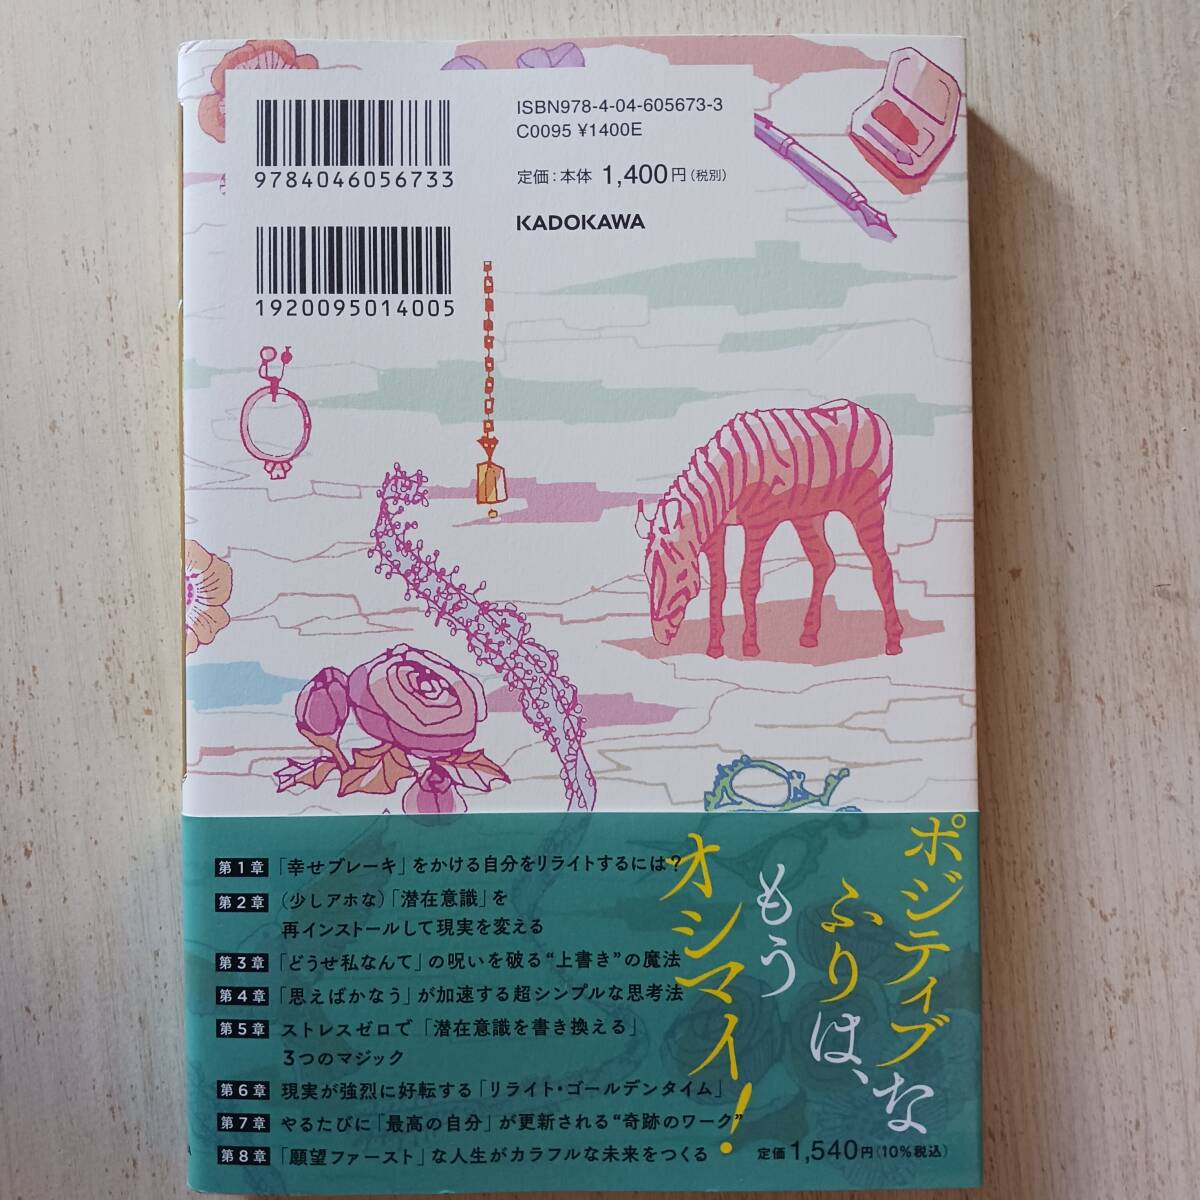 ISBN978-4-04-605673-3
C0095 ¥1400E
定価：本体 1,400円（税別）
KADOKAWA
9784046056733
1920095014005
ポジティブな
ふりは、
もう
オシマイ！
第1章 「幸せブレーキ」をかける自分をリライトするには？
第2章 （少しアホな）「潜在意識」を
再インストールして現実を変える
第3章 「どうせ私なんて」の呪いを破る“上書き”の魔法
第4章 「思えばかなう」が加速する超シンプルな思考法
第5章 ストレスゼロで「潜在意識を書き換える」
3つのマジック
第6章 現実が強烈に好転する「リライト・ゴールデンタイム」
第7章 やるたびに「最高の自分」が更新される“奇跡のワーク”
第8章 「願望ファースト」な人生がカラフルな未来をつくる
定価 1,540円（10%税込）